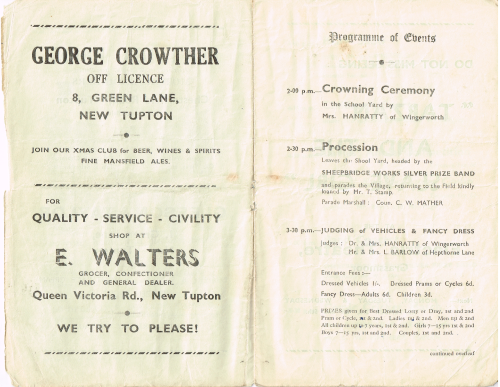 GEORGE CROWTHER
OFF LICENCE
8, GREEN LANE,
NEW TUPTON
JOIN OUR XMAS CLUB for BEER, WINES & SPIRITS
FINE MANSFIELD ALES.
FOR
QUALITY - SERVICE - CIVILITY
SHOP AT
E. WALTERS
GROCER, CONFECTIONER
AND GENERAL DEALER.
Queen Victoria Rd., New Tupton
WE TRY TO PLEASE!
Programme of Events
2-00 p.m.—Crowning Ceremony
in the School Yard by
Mrs. HANRATTY of Wingerworth
2-30 p.m.—Procession
Leaves the Shool Yard, headed by the
SHEEPBRIDGE WORKS SILVER PRIZE BAND
and parades the Village, returning to the Field kindly
loaned by Mr. T. Stamp.
Parade Marshall: Coun. C. W. MATHER
3-30 p.m.—JUDGING of VEHICLES & FANCY DRESS
Judges: Dr. & Mrs. HANRATTY of Wingerworth
Mr. & Mrs. L. BARLOW of Hepthorne Lane
Entrance Fees :—
Dressed Vehicles 1/-. Dressed Prams or Cycles 6d.
Fancy Dress—Adults 6d. Children 3d.
PRIZES given for Best Dressed Lorry or Dray, 1st and 2nd
Pram or Cycle, 1st & 2nd. Ladies 1st & 2nd. Men 1st & 2nd
All children up to 7 years, 1st & 2nd. Girls 7—15 yrs 1st & 2nd
Boys 7—15 yrs, 1st and 2nd. Couples, 1st and 2nd.
continued overleaf